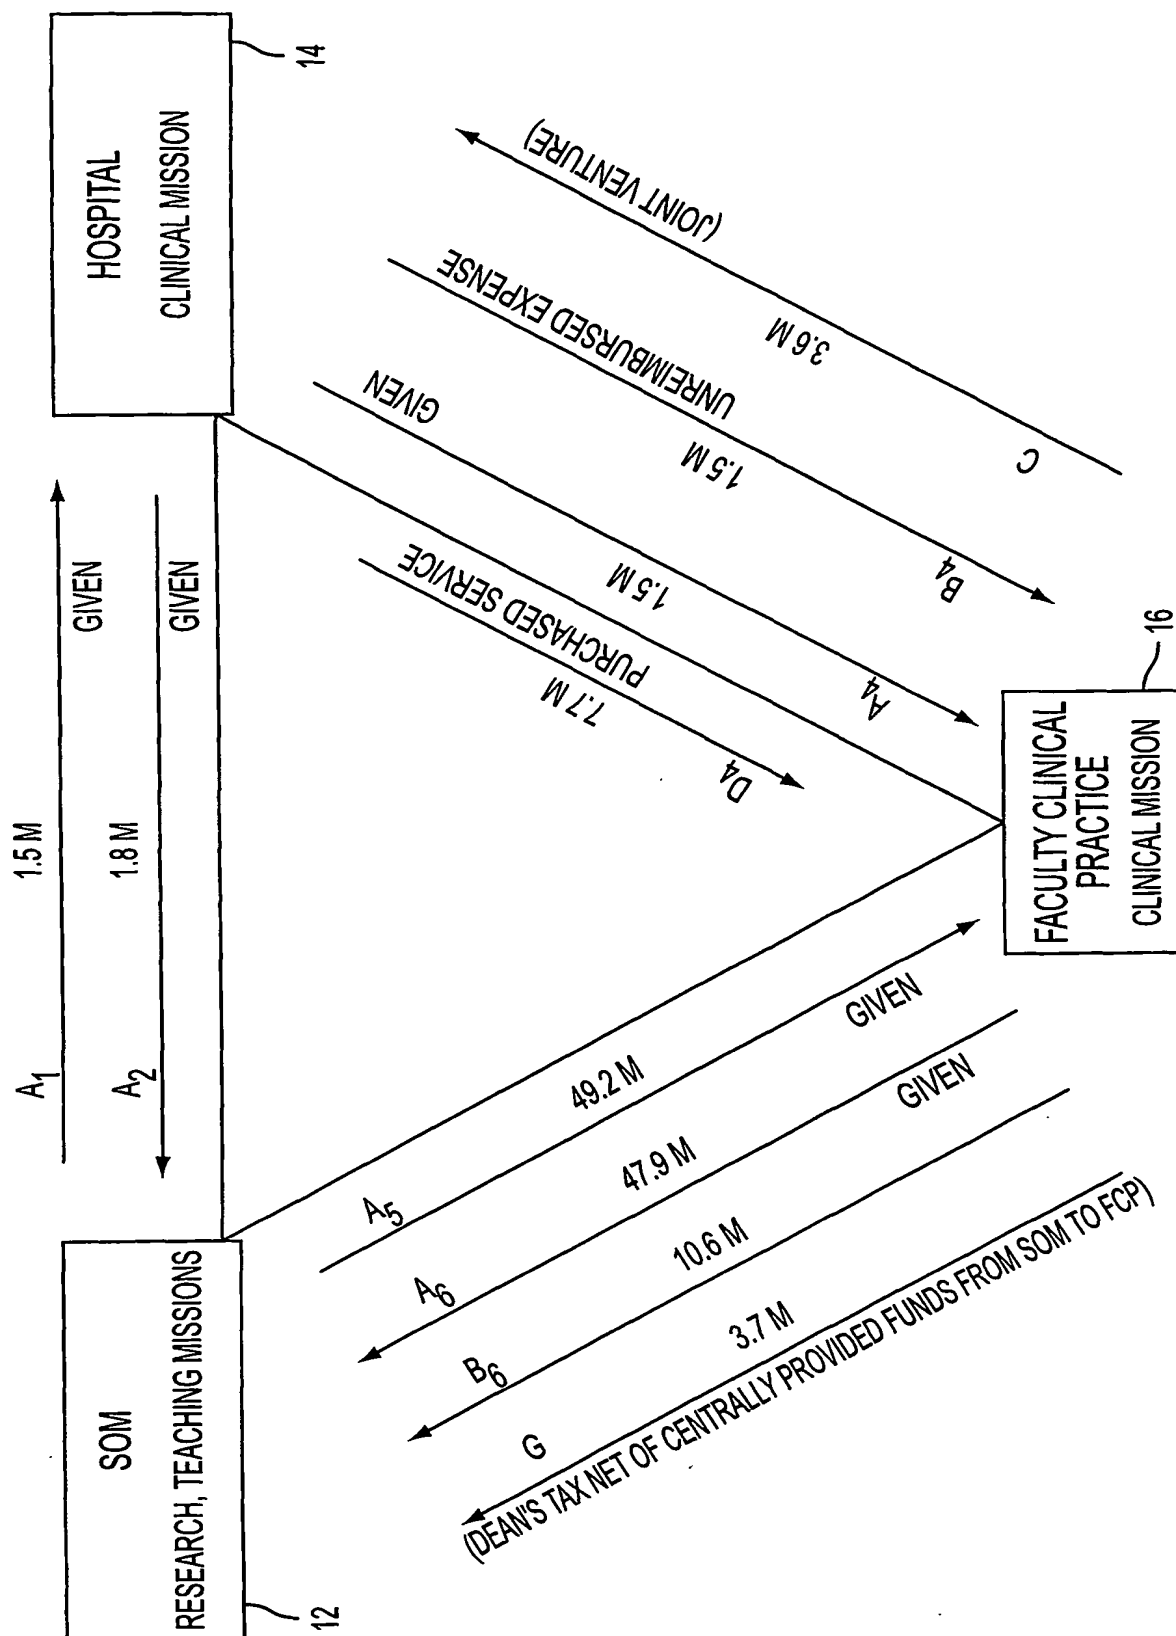 SOM
RESEARCH, TEACHING MISSIONS
12
A1
1.5 M
GIVEN
A2
1.8 M
GIVEN
HOSPITAL
CLINICAL MISSION
14
A5
49.2 M
GIVEN
A6
47.9 M
GIVEN
B6
10.6 M
G
3.7 M
(DEAN'S TAX NET OF CENTRALLY PROVIDED FUNDS FROM SOM TO FCP)
D4
7.7 M
PURCHASED SERVICE
A4
1.5 M
GIVEN
B4
1.5 M
UNREIMBURSED EXPENSE
C
3.6 M
(JOINT VENTURE)
FACULTY CLINICAL
PRACTICE
CLINICAL MISSION
16